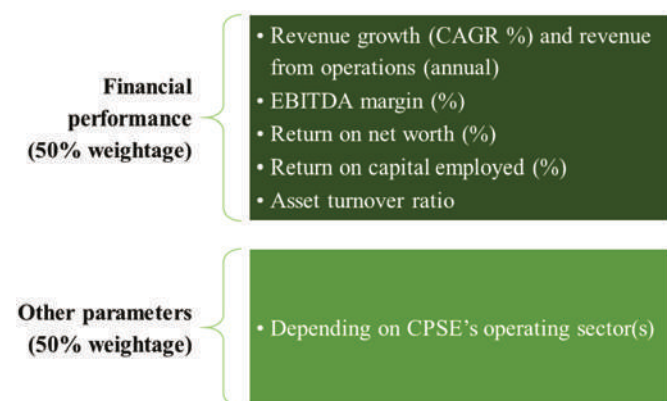 Financial
performance
(50% weightage)
• Revenue growth (CAGR %) and revenue
from operations (annual)
• EBITDA margin (%)
• Return on net worth (%)
• Return on capital employed (%)
• Asset turnover ratio
Other parameters
(50% weightage)
• Depending on CPSE's operating sector(s)